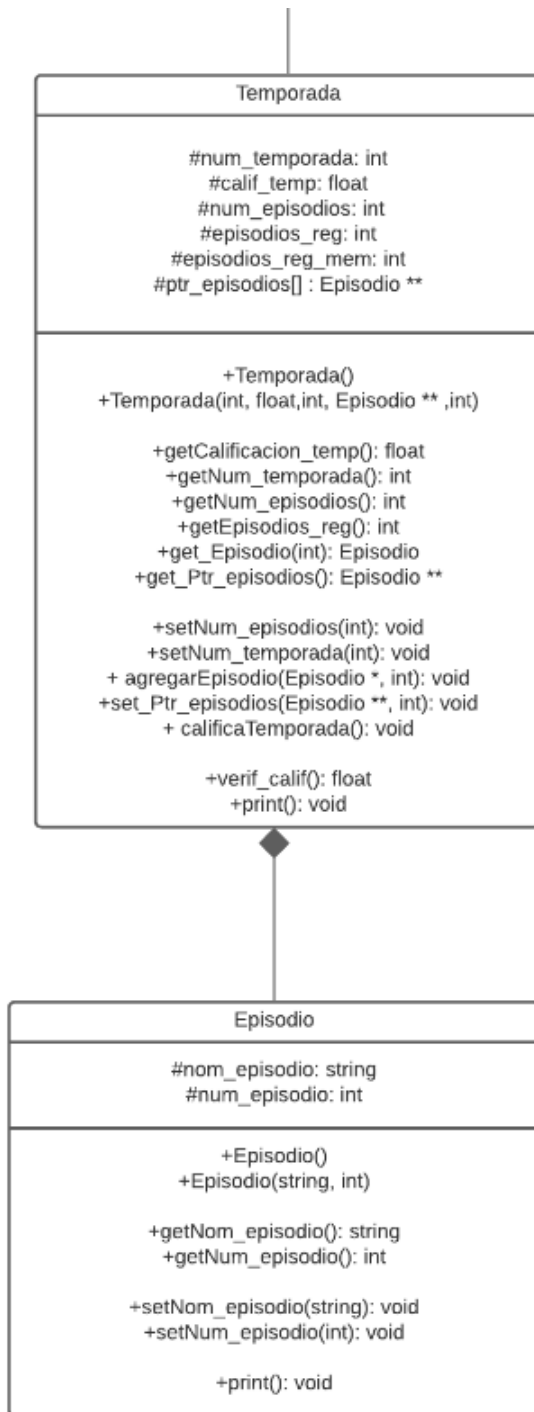 Temporada
#num_temporada: int
#calif_temp: float
#num_episodios: int
#episodios_reg: int
#episodios_reg_mem: int
#ptr_episodios[] : Episodio **
+Temporada()
+Temporada(int, float,int, Episodio ** ,int)
+getCalificacion_temp(): float
+getNum_temporada(): int
+getNum_episodios(): int
+getEpisodios_reg(): int
+get_Episodio(int): Episodio
+get_Ptr_episodios(): Episodio **
+setNum_episodios(int): void
+setNum_temporada(int): void
+ agregarEpisodio(Episodio *, int): void
+set_Ptr_episodios(Episodio **, int): void
+ calificaTemporada(): void
+verif_calif(): float
+print(): void
Episodio
#nom_episodio: string
#num_episodio: int
+Episodio()
+Episodio(string, int)
+getNom_episodio(): string
+getNum_episodio(): int
+setNom_episodio(string): void
+setNum_episodio(int): void
+print(): void